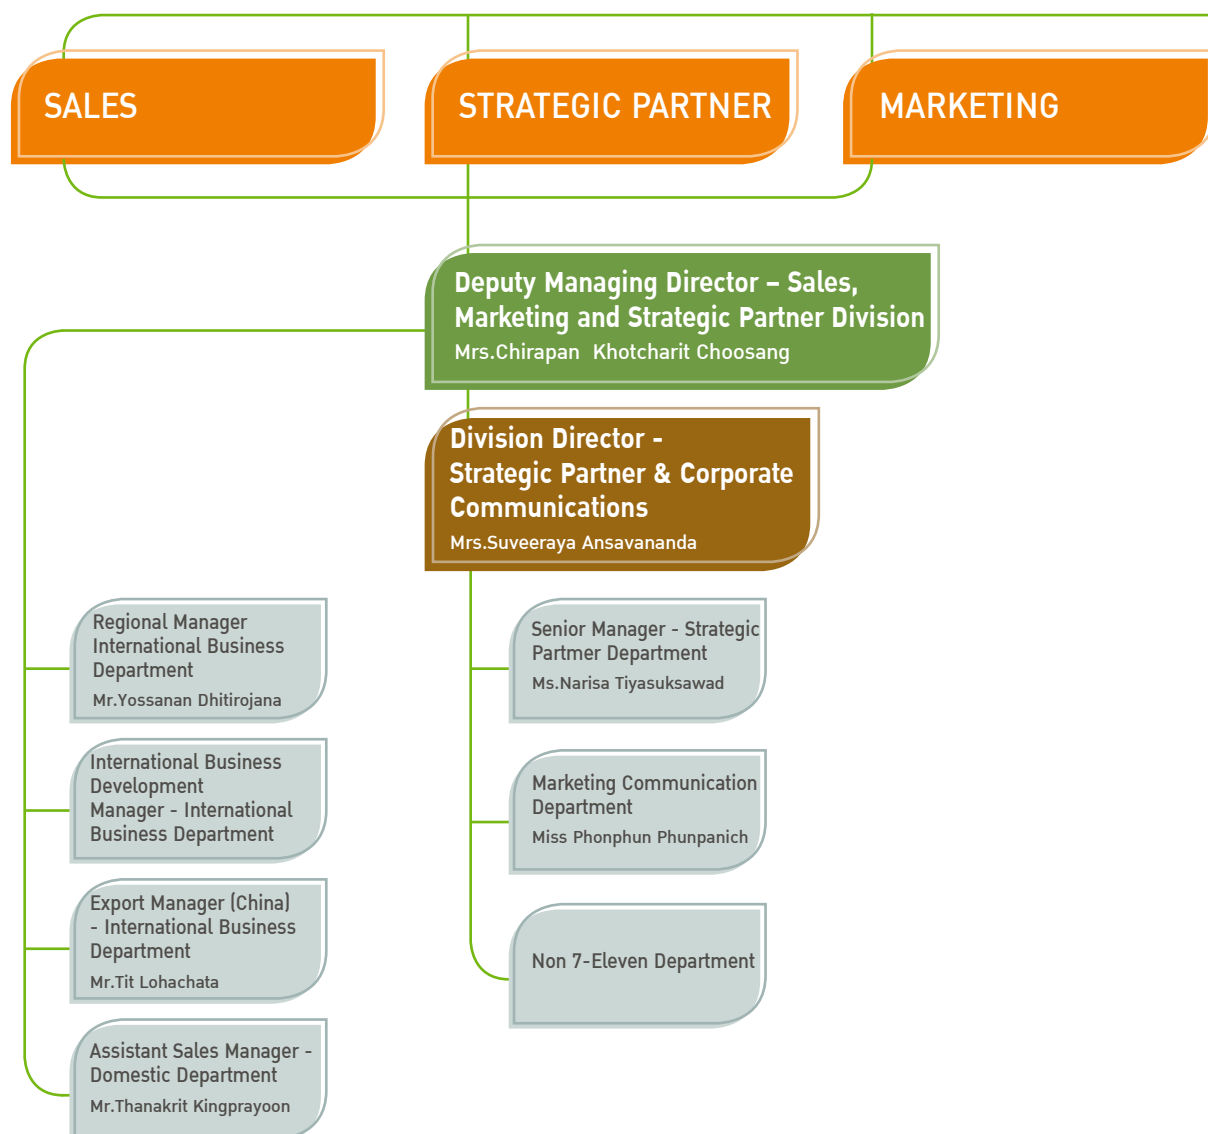 SALES
STRATEGIC PARTNER
MARKETING
Deputy Managing Director – Sales,
Marketing and Strategic Partner Division
Mrs.Chirapan Khotcharit Choosang
Division Director -
Strategic Partner & Corporate
Communications
Mrs.Suveeraya Ansavananda
Regional Manager
International Business
Department
Mr.Yossanan Dhitirojana
International Business
Development
Manager - International
Business Department
Export Manager (China)
- International Business
Department
Mr.Tit Lohachata
Assistant Sales Manager -
Domestic Department
Mr.Thanakrit Kingprayoon
Senior Manager - Strategic
Partmer Department
Ms.Narisa Tiyasuksawad
Marketing Communication
Department
Miss Phonphun Phunpanich
Non 7-Eleven Department